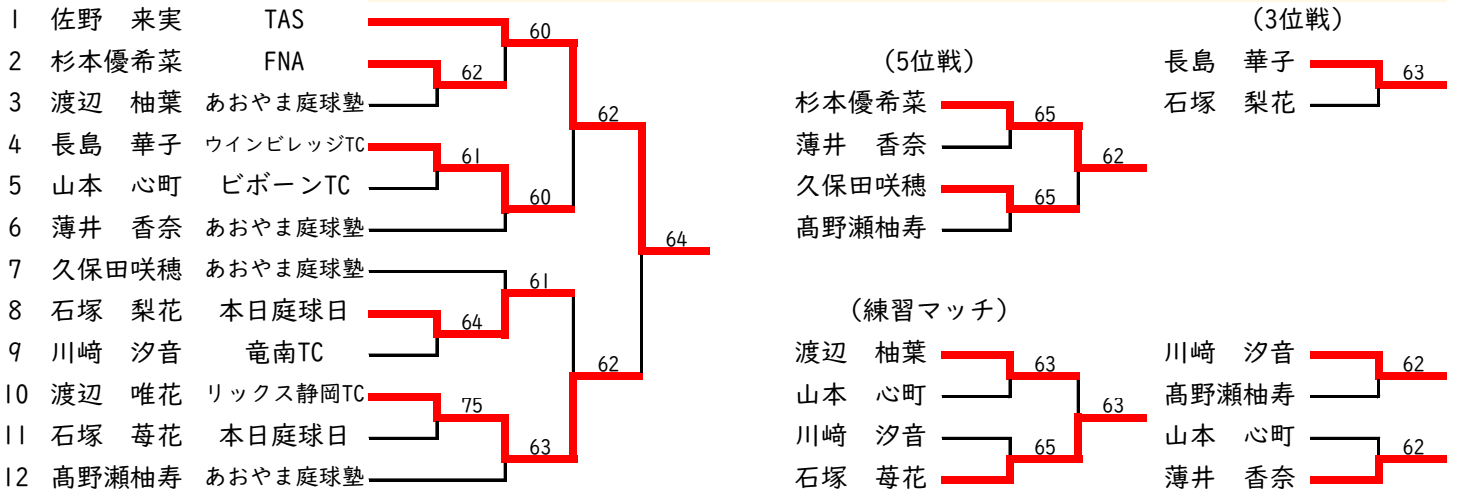 1 佐野 来実 TAS
2 杉本優希菜 FNA
3 渡辺 柚葉 あおやま庭球塾
4 長島 華子 ウインビレッジTC
5 山本 心町 ビボーンTC
6 薄井 香奈 あおやま庭球塾
7 久保田咲穂 あおやま庭球塾
8 石塚 梨花 本日庭球日
9 川﨑 汐音 竜南TC
10 渡辺 唯花 リックス静岡TC
11 石塚 苺花 本日庭球日
12 髙野瀬柚寿 あおやま庭球塾
60
62
61
60
62
64
61
64
75
63
62
(5位戦)
杉本優希菜
薄井 香奈
久保田咲穂
髙野瀬柚寿
65
65
62
(3位戦)
長島 華子
石塚 梨花
63
(練習マッチ)
渡辺 柚葉
山本 心町
川﨑 汐音
石塚 苺花
63
65
63
川﨑 汐音
髙野瀬柚寿
62
山本 心町
薄井 香奈
62